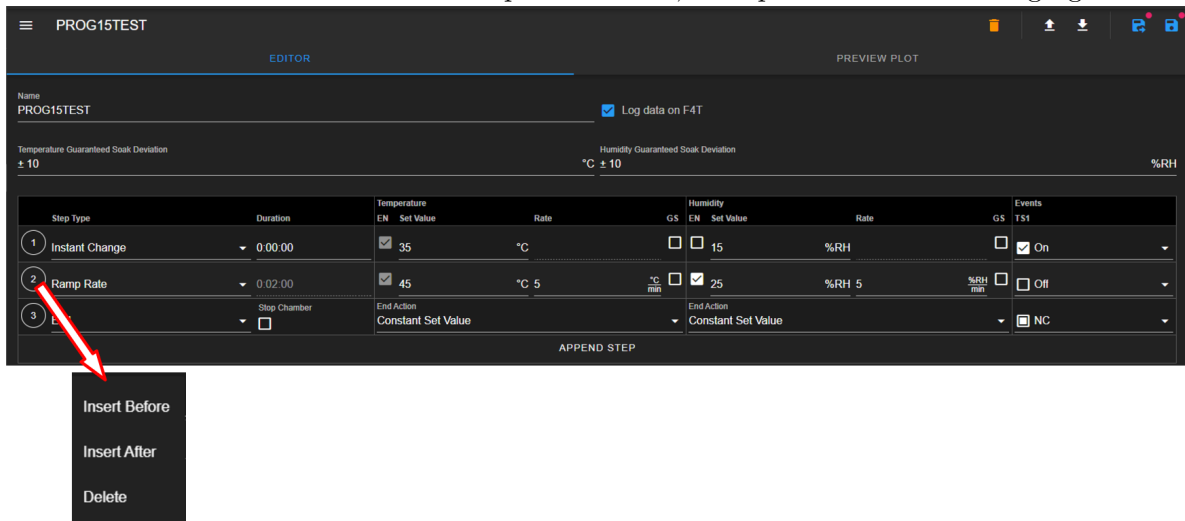 PROG15TEST
EDITOR PREVIEW PLOT
Name
PROG15TEST
Log data on F4T
Temperature Guaranteed Soak Deviation Humidity Guaranteed Soak Deviation
± 10 °C ± 10 %RH
Temperature Humidity Events
Step Type Duration EN Set Value Rate GS EN Set Value Rate GS TS1
1 Instant Change 0:00:00 35 °C 15 %RH On
2 Ramp Rate 0:02:00 45 °C 5 °C/min 25 %RH 5 %RH/min Off
Stop Chamber End Action End Action
3 Constant Set Value Constant Set Value NC
APPEND STEP
Insert Before
Insert After
Delete